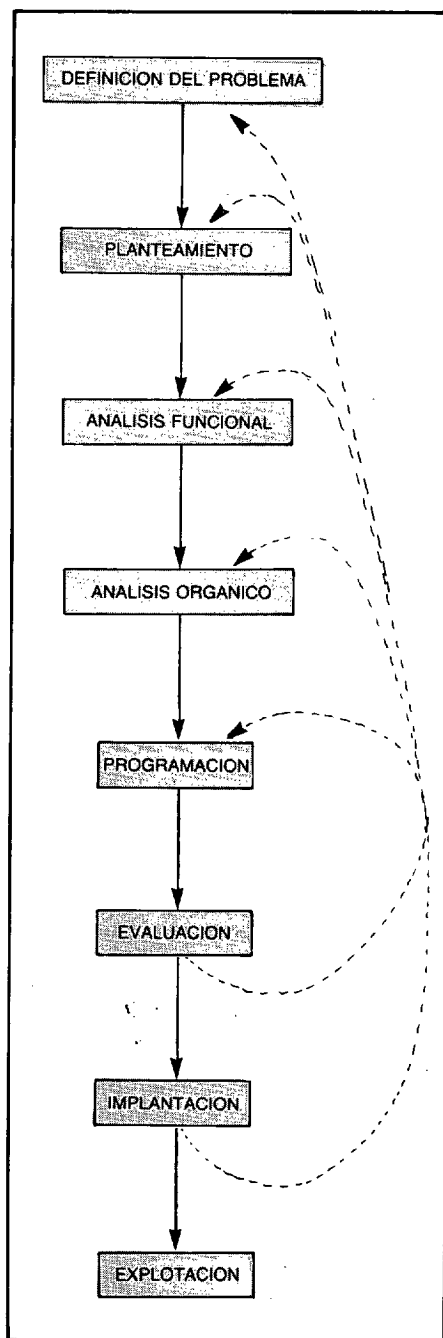 DEFINICION DEL PROBLEMA
PLANTEAMIENTO
ANALISIS FUNCIONAL
ANALISIS ORGANICO
PROGRAMACION
EVALUACION
IMPLANTACION
EXPLOTACION